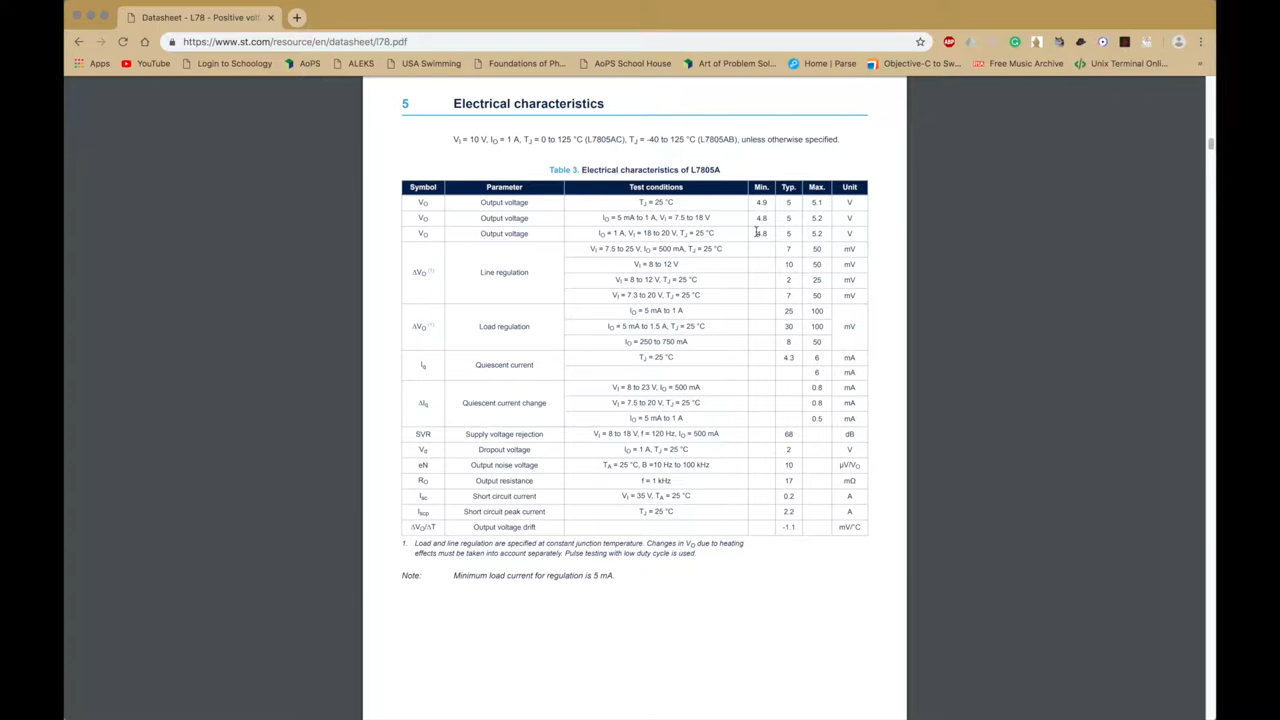 Datasheet - L78 - Positive volt
https://www.st.com/resource/en/datasheet/l78.pdf
ABP
Apps YouTube Login to Schoology AoPS ALEKS USA Swimming Foundations of Ph... AoPS School House Art of Problem Sol... Home | Parse Objective-C to Sw... Free Music Archive Unix Terminal Onli... »
5 Electrical characteristics
VI = 10 V, IO = 1 A, TJ = 0 to 125 °C (L7805AC), TJ = -40 to 125 °C (L7805AB), unless otherwise specified.
Table 3. Electrical characteristics of L7805A
Symbol Parameter Test conditions Min. Typ. Max. Unit
VO Output voltage TJ = 25 °C 4.9 5 5.1 V
VO Output voltage IO = 5 mA to 1 A, VI = 7.5 to 18 V 4.8 5 5.2 V
VO Output voltage IO = 1 A, VI = 18 to 20 V, TJ = 25 °C 4.8 5 5.2 V
ΔVO (1) Line regulation VI = 7.5 to 25 V, IO = 500 mA, TJ = 25 °C 7 50 mV
VI = 8 to 12 V 10 50 mV
VI = 8 to 12 V, TJ = 25 °C 2 25 mV
VI = 7.3 to 20 V, TJ = 25 °C 7 50 mV
ΔVO (1) Load regulation IO = 5 mA to 1 A 25 100 mV
IO = 5 mA to 1.5 A, TJ = 25 °C 30 100
IO = 250 to 750 mA 8 50
Iq Quiescent current TJ = 25 °C 4.3 6 mA
6 mA
ΔIq Quiescent current change VI = 8 to 23 V, IO = 500 mA 0.8 mA
VI = 7.5 to 20 V, TJ = 25 °C 0.8 mA
IO = 5 mA to 1 A 0.5 mA
SVR Supply voltage rejection VI = 8 to 18 V, f = 120 Hz, IO = 500 mA 68 dB
Vd Dropout voltage IO = 1 A, TJ = 25 °C 2 V
eN Output noise voltage TA = 25 °C, B =10 Hz to 100 kHz 10 µV/VO
RO Output resistance f = 1 kHz 17 mΩ
Isc Short circuit current VI = 35 V, TA = 25 °C 0.2 A
Iscp Short circuit peak current TJ = 25 °C 2.2 A
ΔVO/ΔT Output voltage drift -1.1 mV/°C
1. Load and line regulation are specified at constant junction temperature. Changes in VO due to heating
effects must be taken into account separately. Pulse testing with low duty cycle is used.
Note: Minimum load current for regulation is 5 mA.